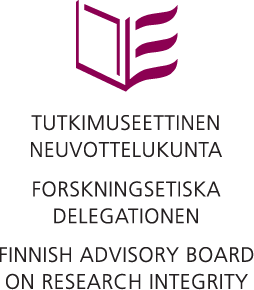 TUTKIMUSEETTINEN
NEUVOTTELUKUNTA
FORSKNINGSETISKA
DELEGATIONEN
FINNISH ADVISORY BOARD
ON RESEARCH INTEGRITY